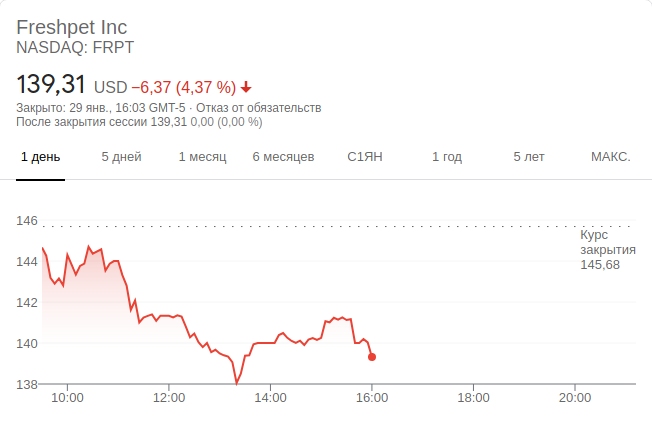 Freshpet Inc
NASDAQ: FRPT
139,31 USD −6,37 (4,37 %)
Закрыто: 29 янв., 16:03 GMT-5 · Отказ от обязательств
После закрытия сессии 139,31 0,00 (0,00 %)
1 день 5 дней 1 месяц 6 месяцев С1ЯН 1 год 5 лет МАКС.
146
Курс
закрытия
145,68
144
142
140
138
10:00 12:00 14:00 16:00 18:00 20:00